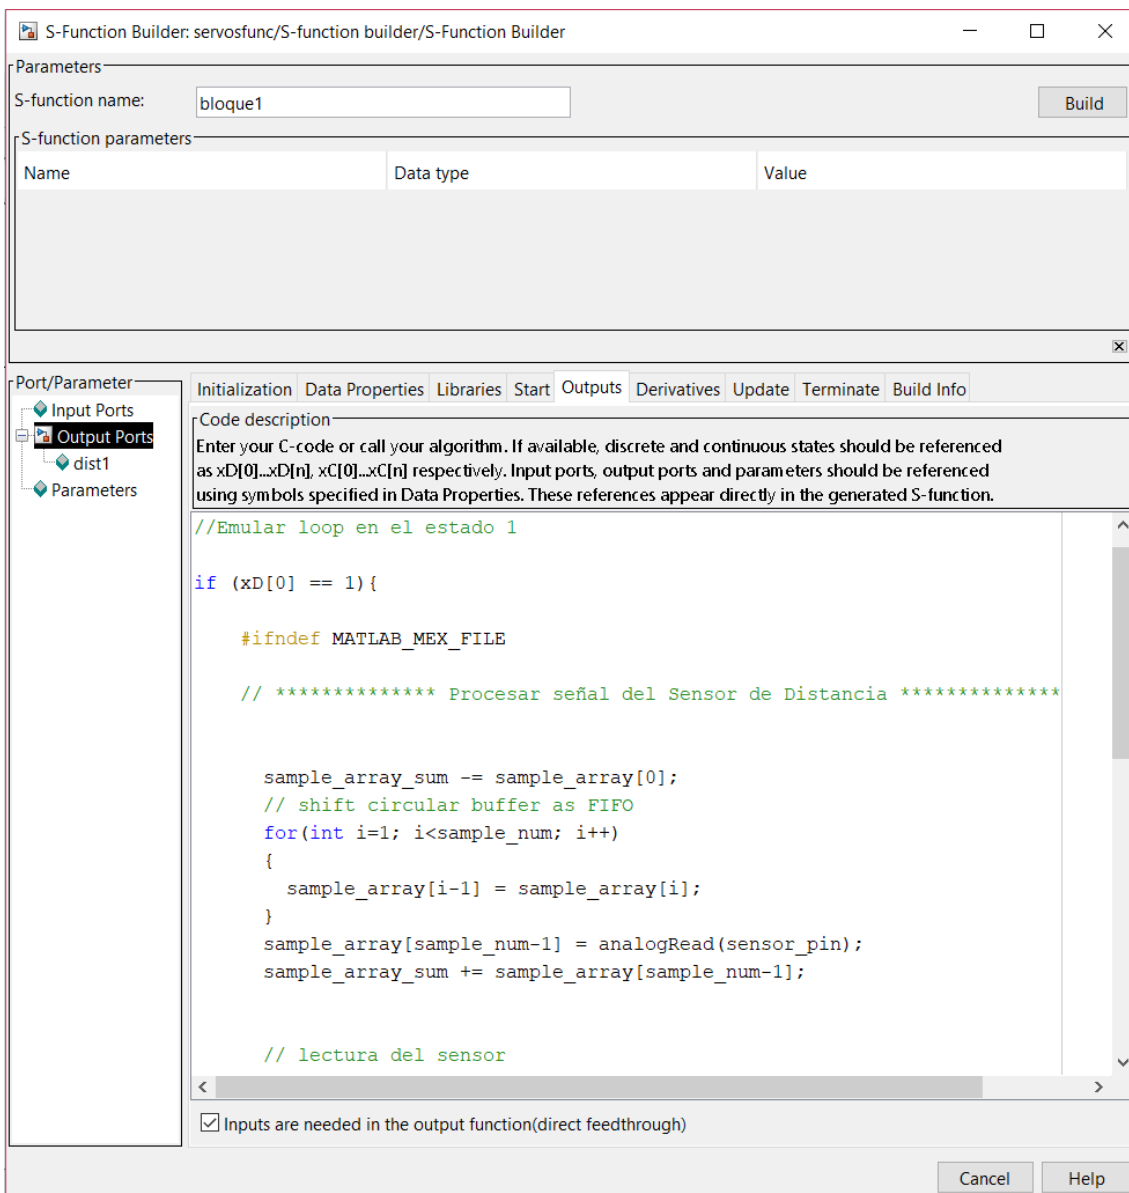 S-Function Builder: servosfunc/S-function builder/S-Function Builder
Parameters
S-function name: bloque1 Build
S-function parameters
Name Data type Value
Port/Parameter
Input Ports
Output Ports
dist1
Parameters
Initialization Data Properties Libraries Start Outputs Derivatives Update Terminate Build Info
Code description
Enter your C-code or call your algorithm. If available, discrete and continuous states should be referenced
as xD[0]...xD[n], xC[0]...xC[n] respectively. Input ports, output ports and parameters should be referenced
using symbols specified in Data Properties. These references appear directly in the generated S-function.
//Emular loop en el estado 1
if (xD[0] == 1){
#ifndef MATLAB_MEX_FILE
// ************** Procesar señal del Sensor de Distancia **************
sample_array_sum -= sample_array[0];
// shift circular buffer as FIFO
for(int i=1; i<sample_num; i++)
{
sample_array[i-1] = sample_array[i];
}
sample_array[sample_num-1] = analogRead(sensor_pin);
sample_array_sum += sample_array[sample_num-1];
// lectura del sensor
Inputs are needed in the output function(direct feedthrough)
Cancel Help